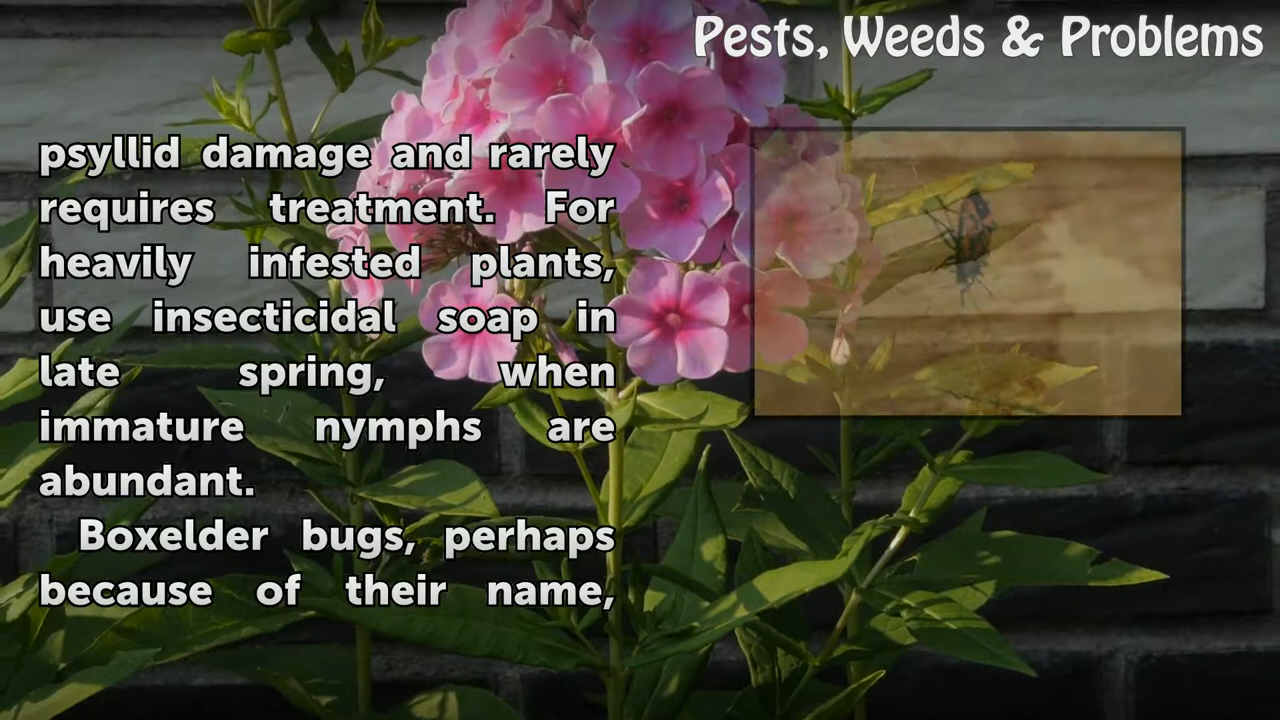 Pests, Weeds & Problems
psyllid damage and rarely
requires treatment. For
heavily infested plants,
use insecticidal soap in
late spring, when
immature nymphs are
abundant.
Boxelder bugs, perhaps
because of their name,